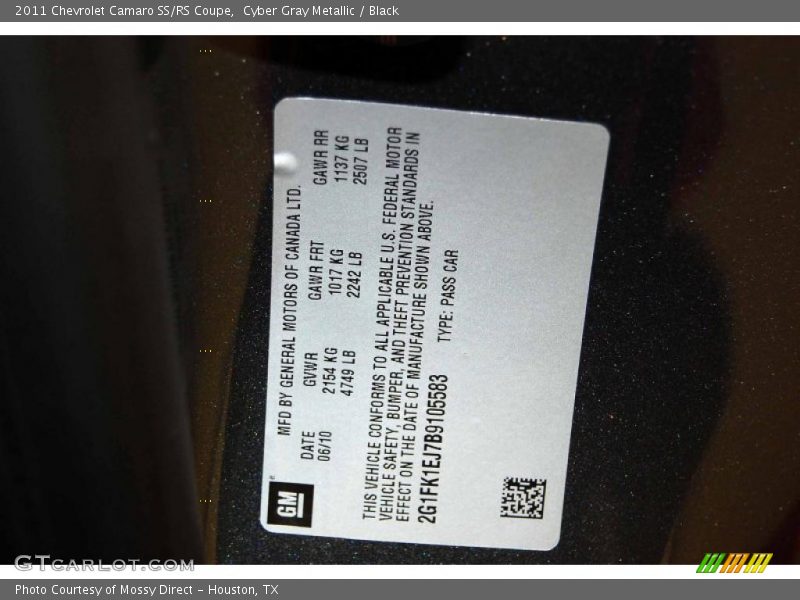 2011 Chevrolet Camaro SS/RS Coupe,  Cyber Gray Metallic / Black
GM
MFD BY GENERAL MOTORS OF CANADA LTD.
DATE GVWR GAWR FRT GAWR RR
06/10 2154 KG 1017 KG 1137 KG
4749 LB 2242 LB 2507 LB
THIS VEHICLE CONFORMS TO ALL APPLICABLE U.S. FEDERAL MOTOR
VEHICLE SAFETY, BUMPER, AND THEFT PREVENTION STANDARDS IN
EFFECT ON THE DATE OF MANUFACTURE SHOWN ABOVE.
2G1FK1EJ7B9105583 TYPE: PASS CAR
GTCARLOT.COM
Photo Courtesy of Mossy Direct – Houston, TX